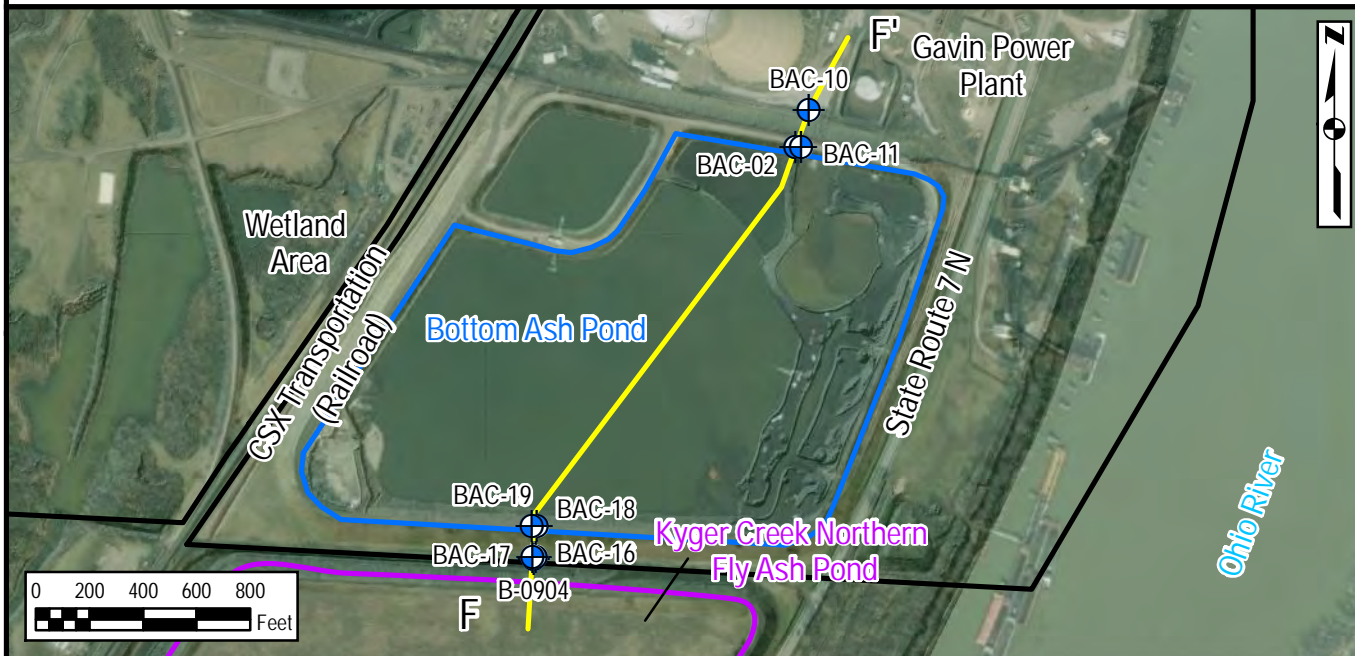 F'
Gavin Power
Plant
N
BAC-10
BAC-02
BAC-11
Wetland
Area
CSX Transportation
(Railroad)
Bottom Ash Pond
State Route 7 N
Ohio River
BAC-19
BAC-18
Kyger Creek Northern
Fly Ash Pond
BAC-17
BAC-16
B-0904
F
0 200 400 600 800
Feet